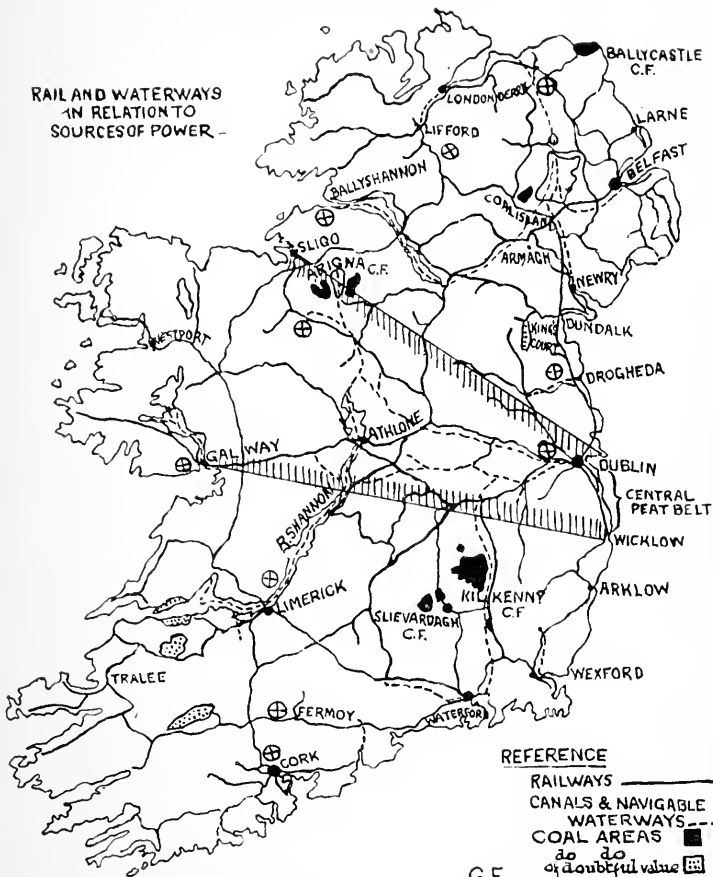 RAIL AND WATERWAYS
IN RELATION TO
SOURCES OF POWER -
BALLYCASTLE
C.F.
LONDONDERRY
LARNE
LIFFORD
BELFAST
BALLYSHANNON
COALISLAND
SLIGO
ARIGNA C.F.
ARMAGH
NEWRY
WESTPORT
KINGS
COURT
DUNDALK
DROGHEDA
ATHLONE
GALWAY
DUBLIN
CENTRAL
PEAT BELT
R. SHANNON
WICKLOW
KILKENNY
C.F.
ARKLOW
LIMERICK
SLIEVARDAGH
C.F.
TRALEE
WEXFORD
FERMOY
WATERFORD
CORK
REFERENCE
RAILWAYS
CANALS & NAVIGABLE
WATERWAYS
COAL AREAS
do do
of doubtful value